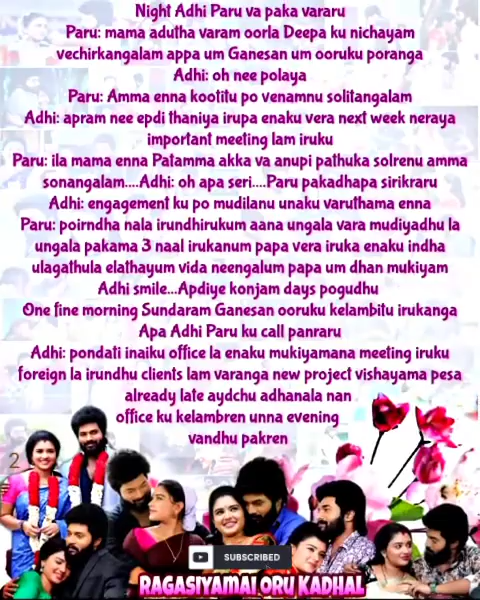 Night Adhi Paru va paka vararu
Paru: mama adutha varam oorla Deepa ku nichayam
vechirkangalam appa um Ganesan um ooruku poranga
Adhi: oh nee polaya
Paru: Amma enna kootitu po venamnu solitangalam
Adhi: apram nee epdi thaniya irupa enaku vera next week neraya
important meeting lam iruku
Paru: ila mama enna Patamma akka va anupi pathuka solrenu amma
sonangalam....Adhi: oh apa seri....Paru pakadhapa sirikraru
Adhi: engagement ku po mudilanu unaku varuthama enna
Paru: poirndha nala irundhirukum aana ungala vara mudiyadhu la
ungala pakama 3 naal irukanum papa vera iruka enaku indha
ulagathula elathayum vida neengalum papa um dhan mukiyam
Adhi smile...Apdiye konjam days pogudhu
One fine morning Sundaram Ganesan ooruku kelambitu irukanga
Apa Adhi Paru ku call panraru
Adhi: pondati inaiku office la enaku mukiyamana meeting iruku
foreign la irundhu clients lam varanga new project vishayama pesa
already late aydchu adhanala nan
office ku kelambren unna evening
vandhu pakren
2
SUBSCRIBED
RAGASIYAMAI ORU KADHAL